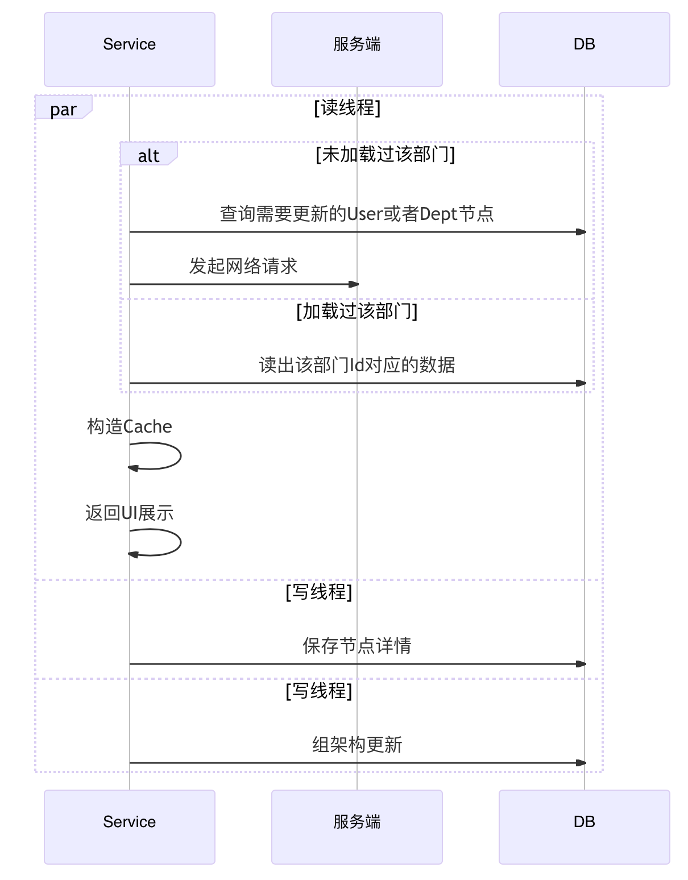 Service
服务端
DB
par
[读线程]
alt
[未加载过该部门]
查询需要更新的User或者Dept节点
发起网络请求
[加载过该部门]
读出该部门Id对应的数据
构造Cache
返回UI展示
[写线程]
保存节点详情
[写线程]
组架构更新
Service
服务端
DB